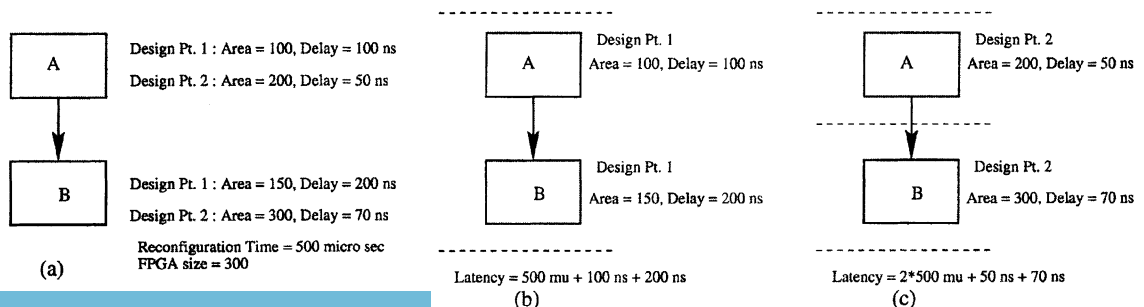 A
Design Pt. 1 : Area = 100, Delay = 100 ns
Design Pt. 2 : Area = 200, Delay = 50 ns
B
Design Pt. 1 : Area = 150, Delay = 200 ns
Design Pt. 2 : Area = 300, Delay = 70 ns
Reconfiguration Time = 500 micro sec
FPGA size = 300
(a)
A
Design Pt. 1
Area = 100, Delay = 100 ns
B
Design Pt. 1
Area = 150, Delay = 200 ns
Latency = 500 mu + 100 ns + 200 ns
(b)
A
Design Pt. 2
Area = 200, Delay = 50 ns
B
Design Pt. 2
Area = 300, Delay = 70 ns
Latency = 2*500 mu + 50 ns + 70 ns
(c)